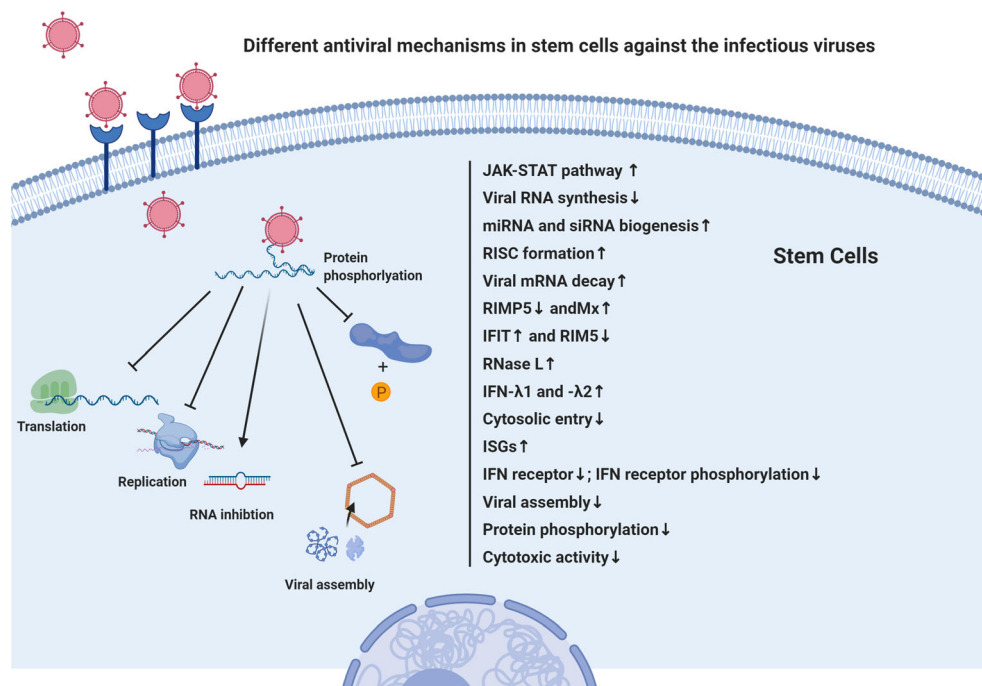 Different antiviral mechanisms in stem cells against the infectious viruses
Protein
phosphorlyation
+
P
Translation
Replication
RNA inhibtion
Viral assembly
JAK-STAT pathway ↑
Viral RNA synthesis↓
miRNA and siRNA biogenesis↑
RISC formation↑
Viral mRNA decay↑
RIMP5↓ andMx↑
IFIT↑ and RIM5↓
RNase L↑
IFN-λ1 and -λ2↑
Cytosolic entry↓
ISGs↑
IFN receptor↓; IFN receptor phosphorylation↓
Viral assembly↓
Protein phosphorylation↓
Cytotoxic activity↓
Stem Cells